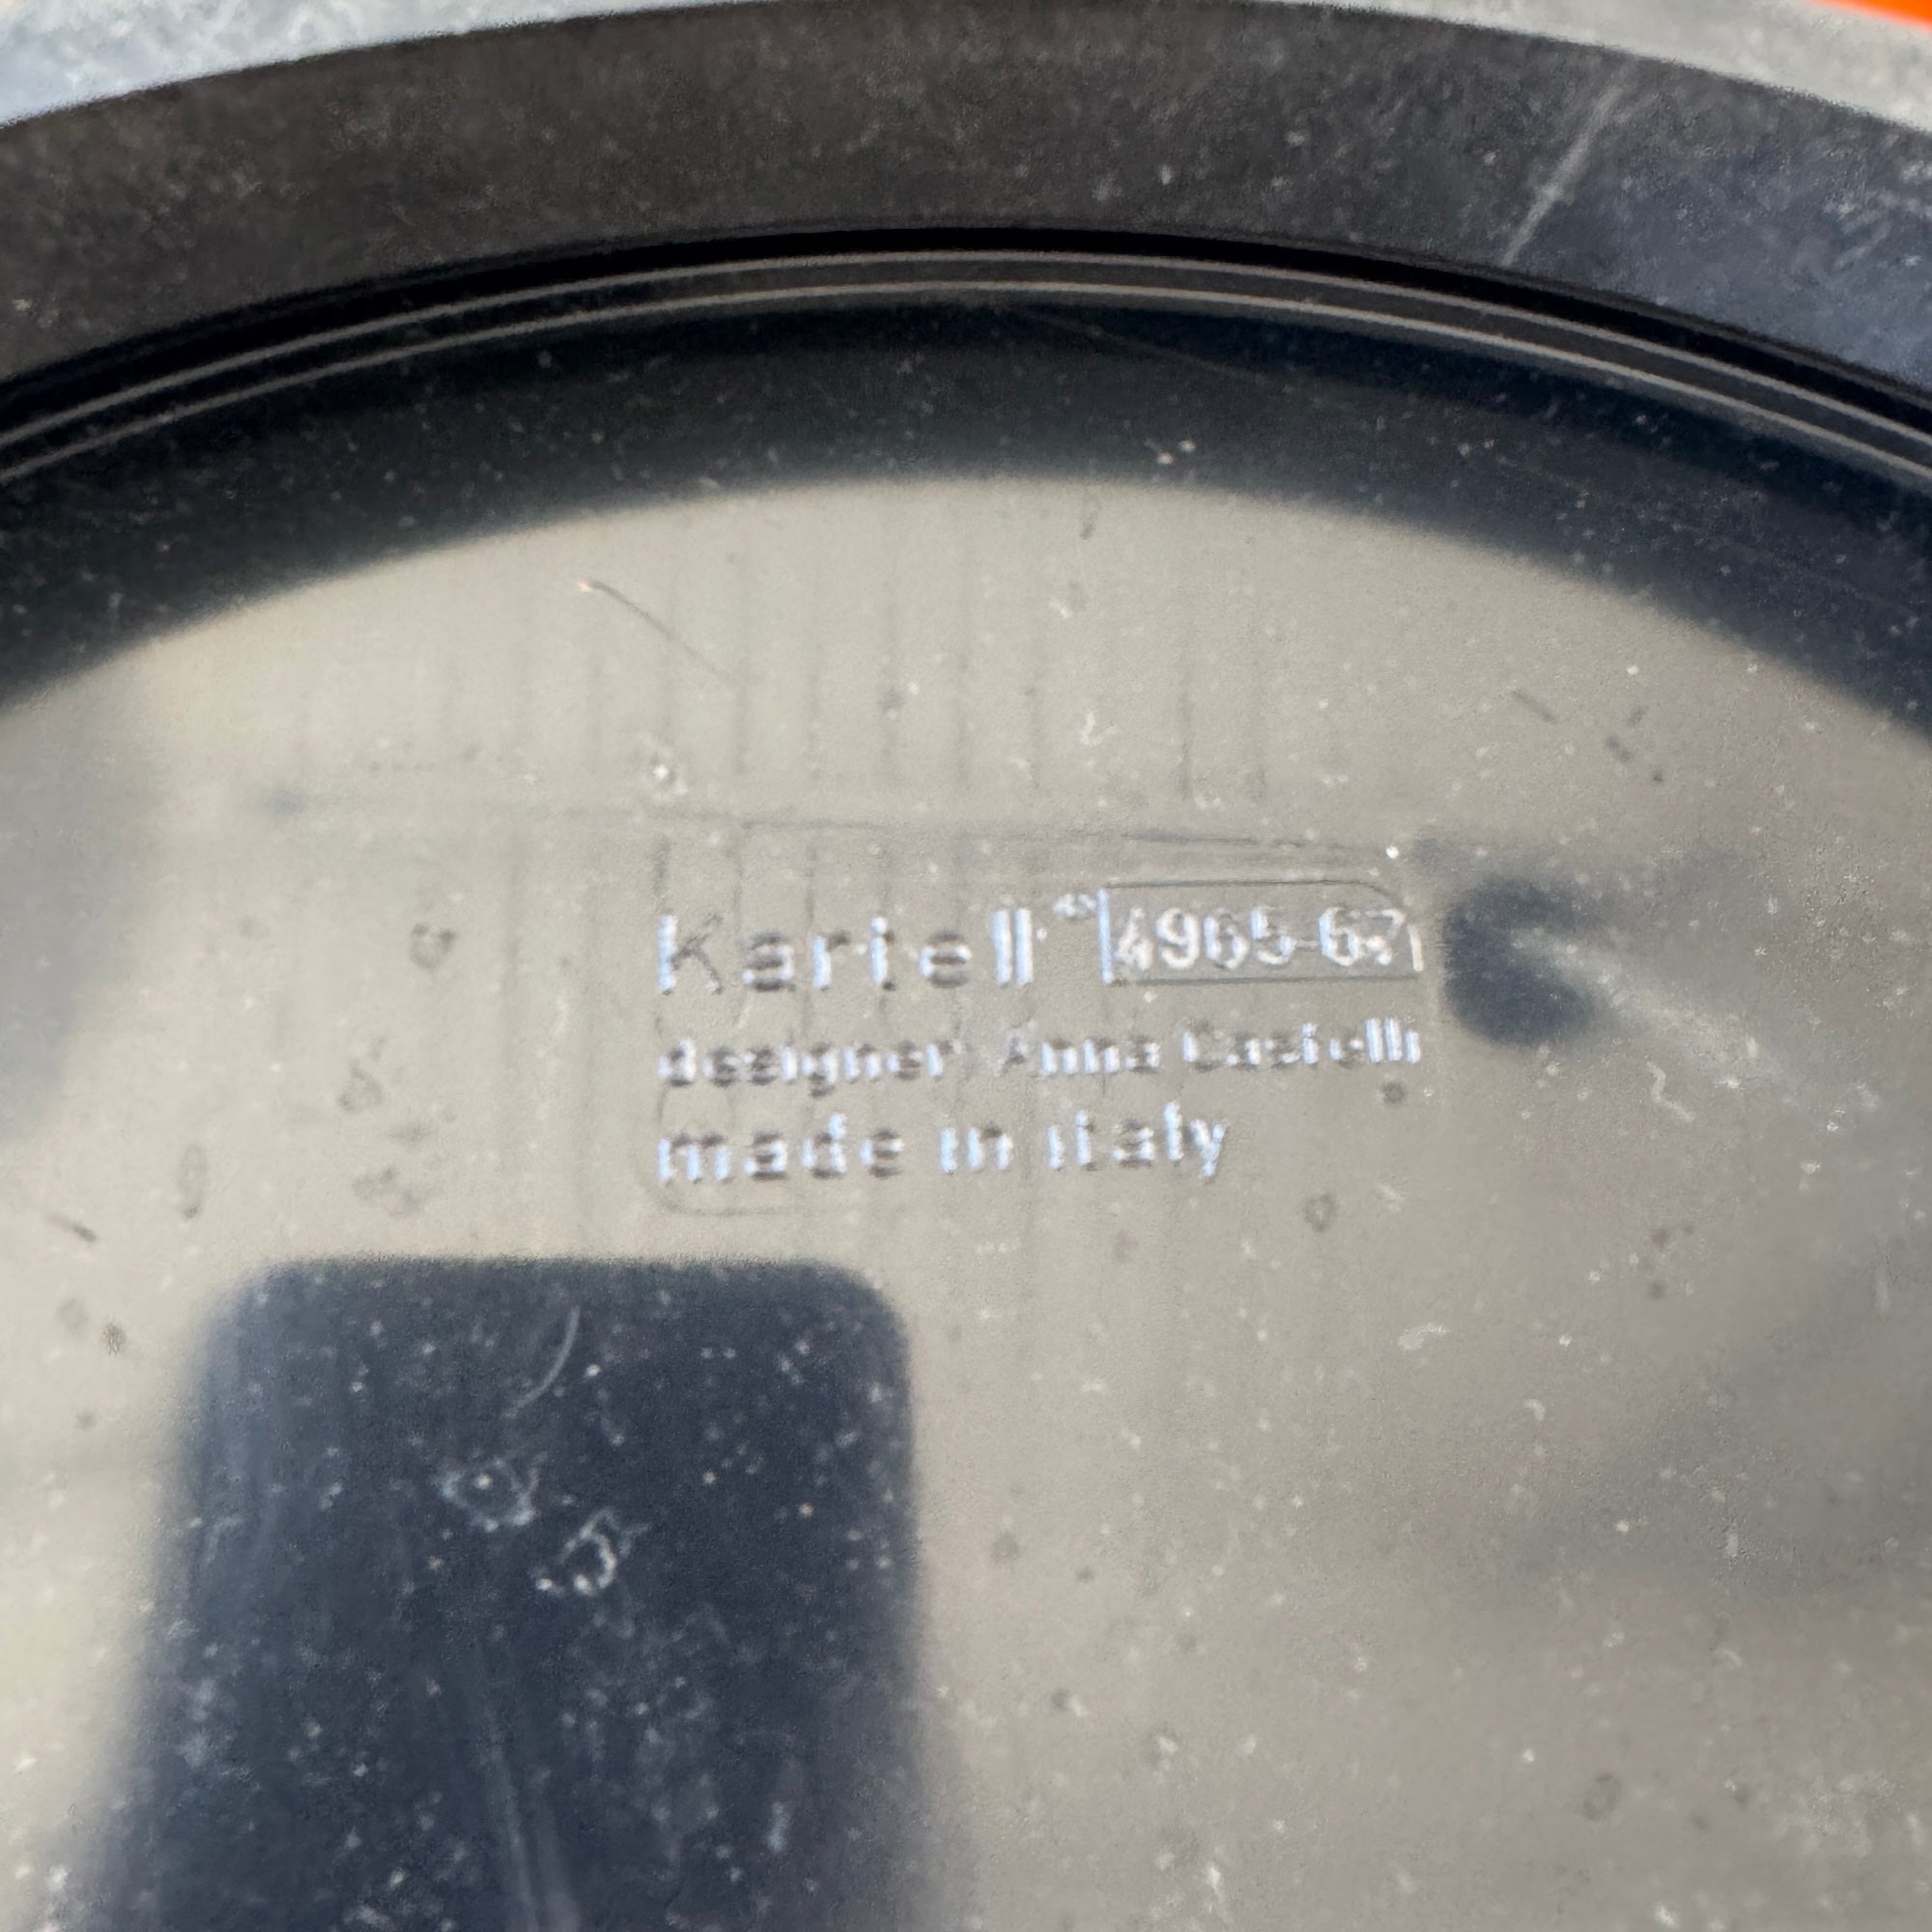 Kartell® 4965-67
designer Anna Castelli
made in italy